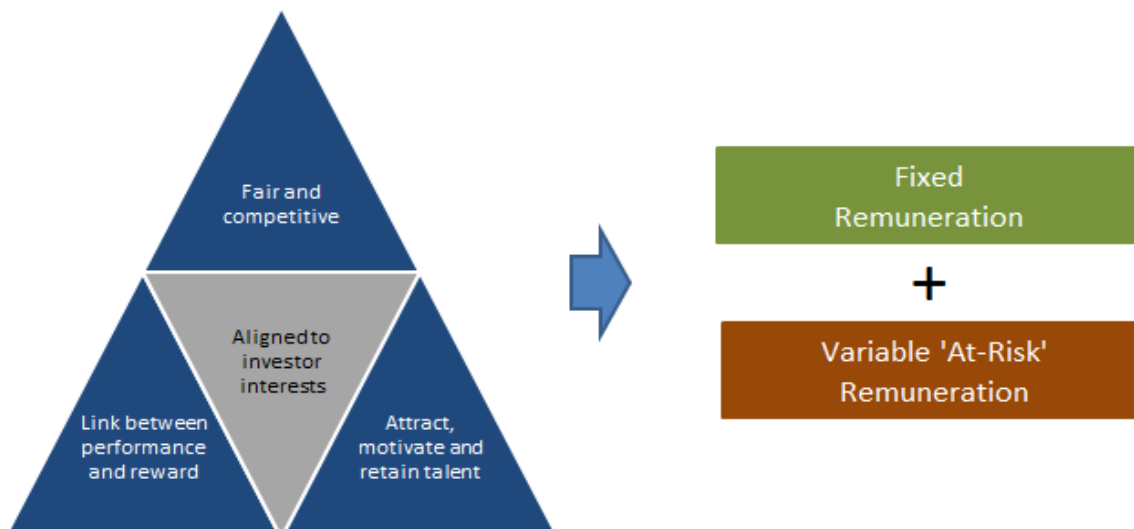 Fair and
competitive
Aligned to
investor
interests
Link between
performance
and reward
Attract,
motivate and
retain talent
Fixed
Remuneration
+
Variable 'At-Risk'
Remuneration